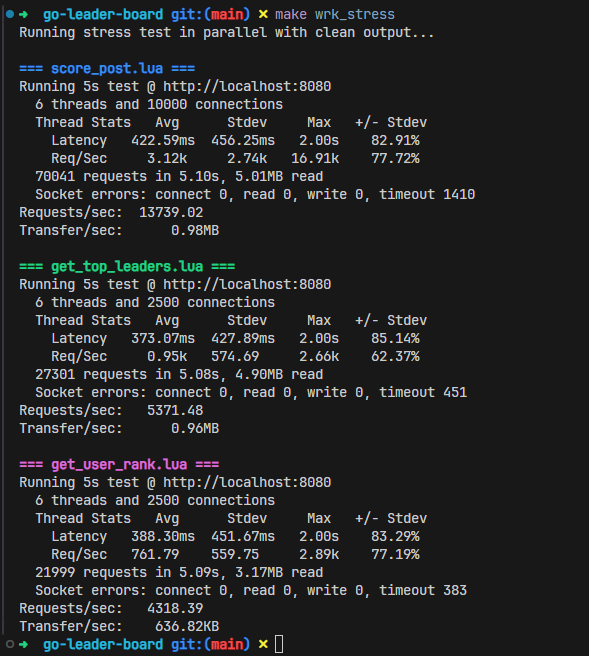 ➜  go-leader-board git:(main) ✗ make wrk_stress
Running stress test in parallel with clean output...

=== score_post.lua ===
Running 5s test @ http://localhost:8080
  6 threads and 10000 connections
  Thread Stats   Avg      Stdev     Max   +/- Stdev
    Latency   422.59ms  456.25ms   2.00s    82.91%
    Req/Sec     3.12k     2.74k   16.91k    77.72%
  70041 requests in 5.10s, 5.01MB read
  Socket errors: connect 0, read 0, write 0, timeout 1410
Requests/sec:  13739.02
Transfer/sec:      0.98MB

=== get_top_leaders.lua ===
Running 5s test @ http://localhost:8080
  6 threads and 2500 connections
  Thread Stats   Avg      Stdev     Max   +/- Stdev
    Latency   373.07ms  427.89ms   2.00s    85.14%
    Req/Sec     0.95k   574.69     2.66k    62.37%
  27301 requests in 5.08s, 4.90MB read
  Socket errors: connect 0, read 0, write 0, timeout 451
Requests/sec:   5371.48
Transfer/sec:      0.96MB

=== get_user_rank.lua ===
Running 5s test @ http://localhost:8080
  6 threads and 2500 connections
  Thread Stats   Avg      Stdev     Max   +/- Stdev
    Latency   388.30ms  451.67ms   2.00s    83.29%
    Req/Sec   761.79    559.75     2.89k    77.19%
  21999 requests in 5.09s, 3.17MB read
  Socket errors: connect 0, read 0, write 0, timeout 383
Requests/sec:   4318.39
Transfer/sec:    636.82KB
➜  go-leader-board git:(main) ✗